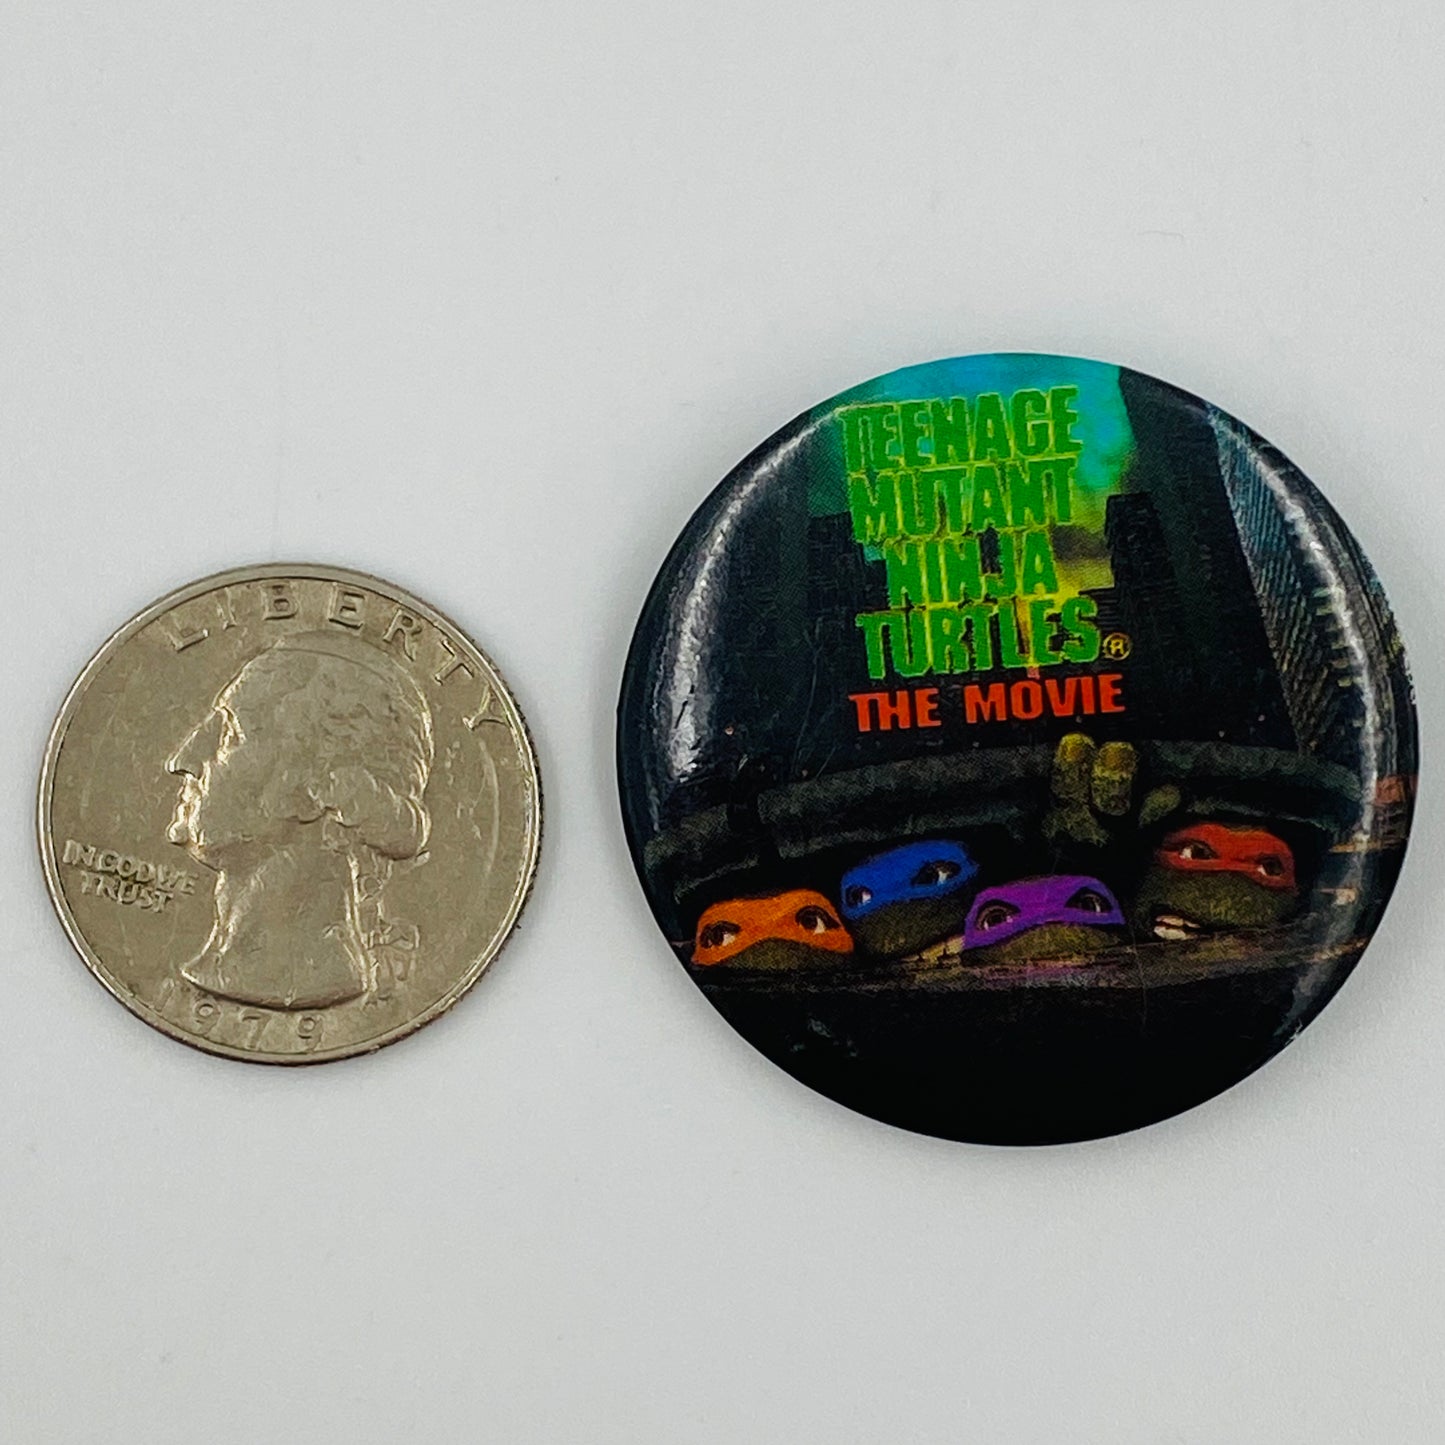 LIBERTY
IN GOD WE
TRUST
1979
TEENAGE
MUTANT
NINJA
TURTLES®
THE MOVIE